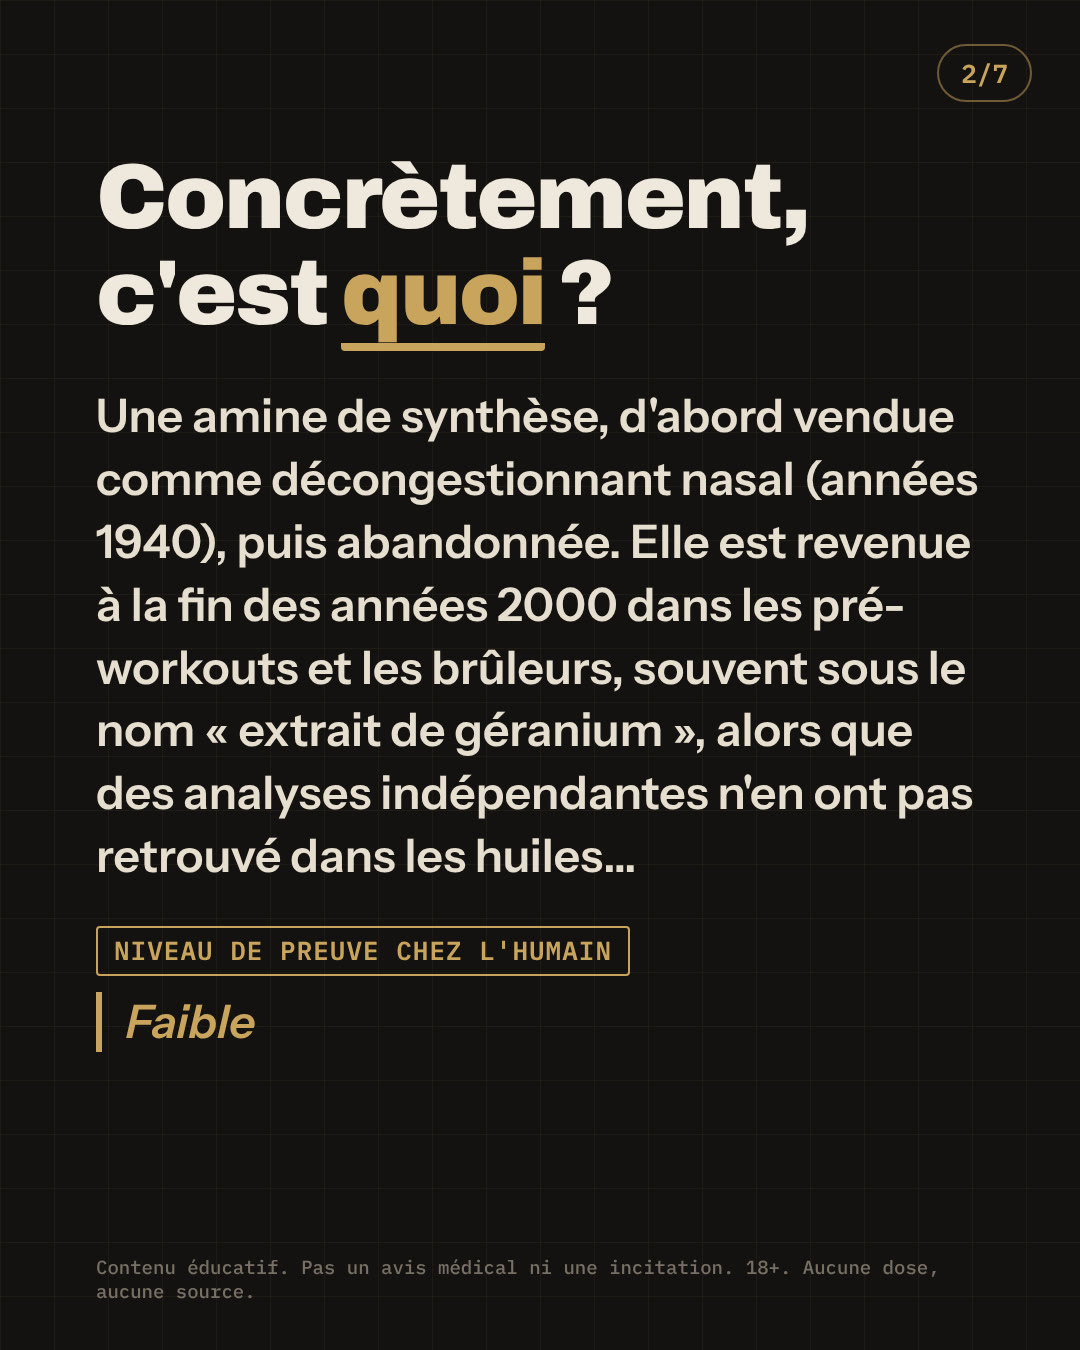 2/7
Concrètement,
c'est quoi ?
Une amine de synthèse, d'abord vendue
comme décongestionnant nasal (années
1940), puis abandonnée. Elle est revenue
à la fin des années 2000 dans les pré-
workouts et les brûleurs, souvent sous le
nom « extrait de géranium », alors que
des analyses indépendantes n'en ont pas
retrouvé dans les huiles...
NIVEAU DE PREUVE CHEZ L'HUMAIN
Faible
Contenu éducatif. Pas un avis médical ni une incitation. 18+. Aucune dose,
aucune source.